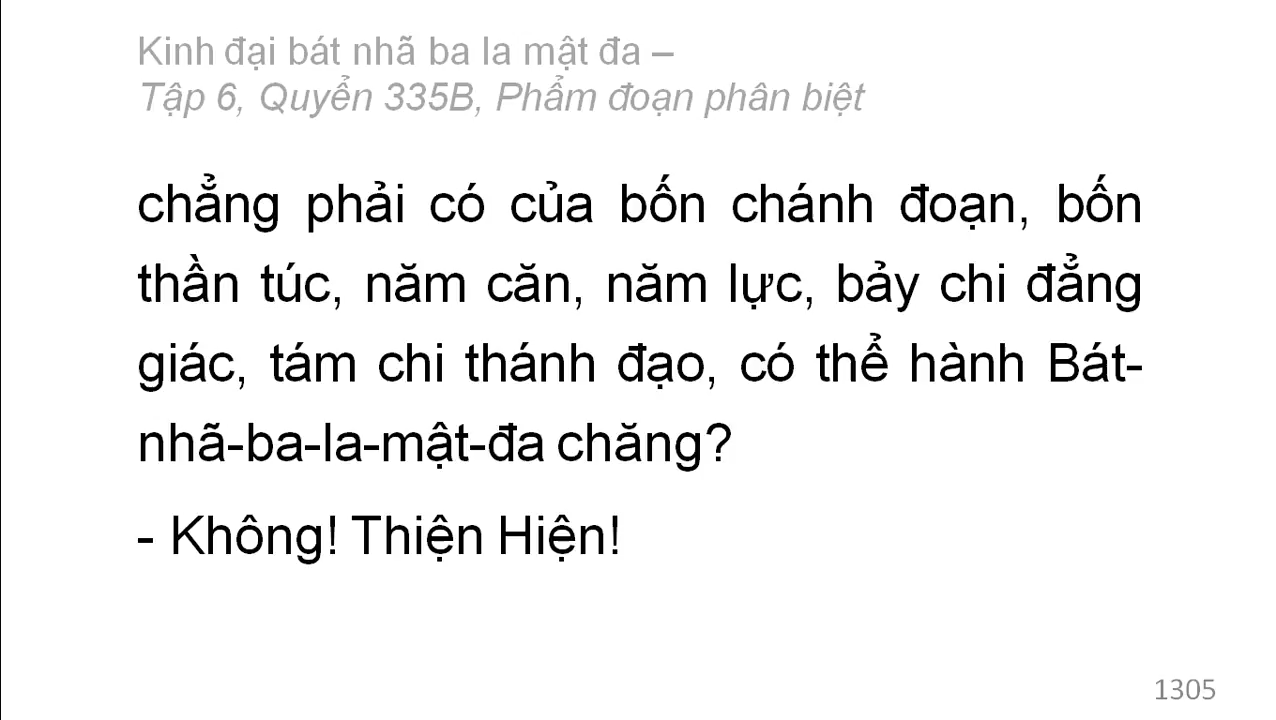 Kinh đại bát nhã ba la mật đa –
Tập 6, Quyển 335B, Phẩm đoạn phân biệt
chẳng phải có của bốn chánh đoạn, bốn
thần túc, năm căn, năm lực, bảy chi đẳng
giác, tám chi thánh đạo, có thể hành Bát-
nhã-ba-la-mật-đa chăng?
- Không! Thiện Hiện!
1305